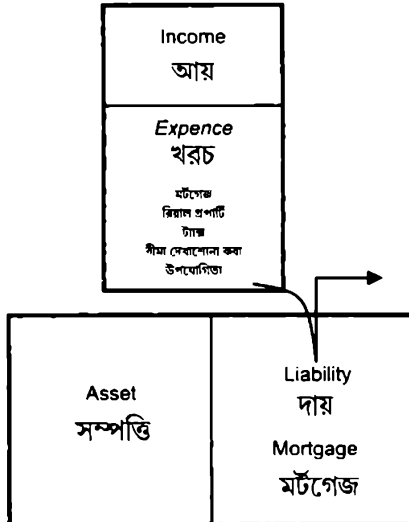 Income
আয়
Expence
খরচ
মর্টগেজ
রিয়াল প্রপার্টি
ট্যাক্স
বীমা দেখাশোনা করা
উপযোগিতা
Asset
সম্পত্তি
Liability
দায়
Mortgage
মর্টগেজ